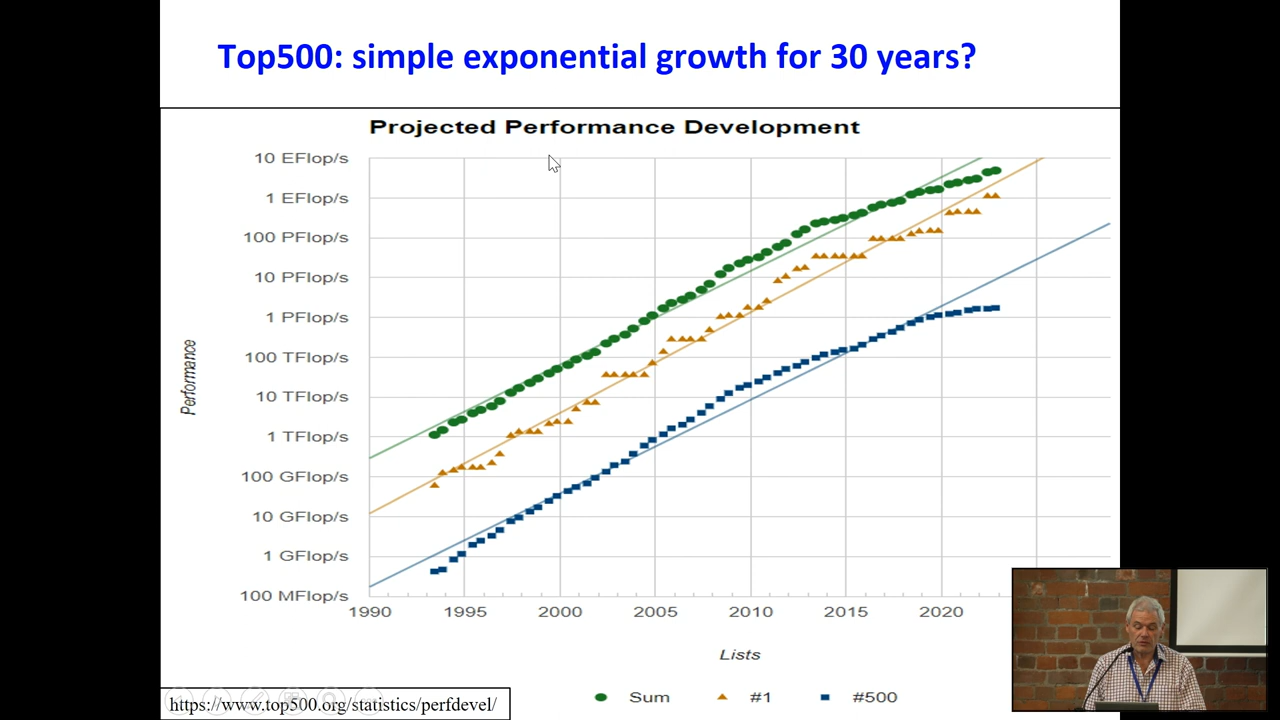 Top500: simple exponential growth for 30 years?
Projected Performance Development
10 EFlop/s
1 EFlop/s
100 PFlop/s
10 PFlop/s
1 PFlop/s
100 TFlop/s
10 TFlop/s
1 TFlop/s
100 GFlop/s
10 GFlop/s
1 GFlop/s
100 MFlop/s
Performance
1990 1995 2000 2005 2010 2015 2020
Lists
Sum #1 #500
https://www.top500.org/statistics/perfdevel/